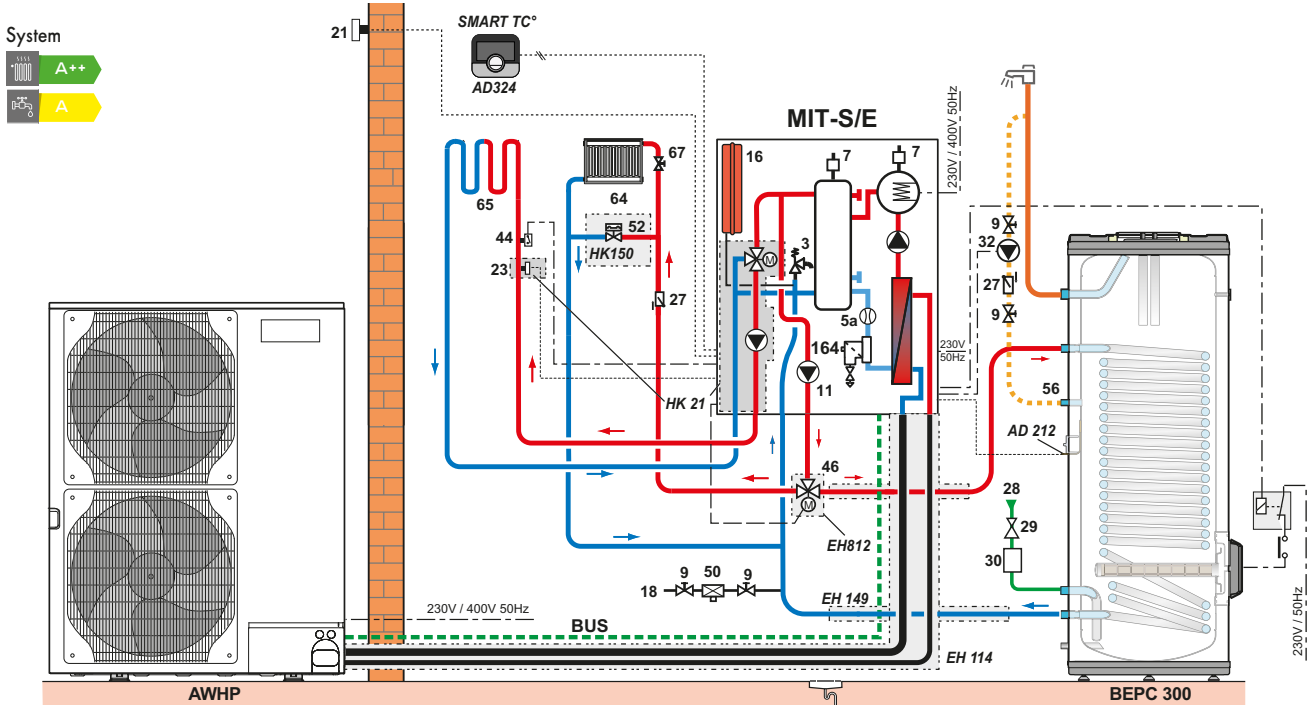 System
A++
A
21
SMART TC°
AD324
MIT-S/E
230V / 400V 50Hz
16
7
7
67
64
65
52
HK150
44
23
27
3
M
5a
164
11
HK 21
230V
50Hz
46
M
EH812
9
32
27
9
56
AD 212
28
29
30
18
9
50
9
EH 149
230V / 400V 50Hz
BUS
EH 114
230V / 50Hz
AWHP
BEPC 300